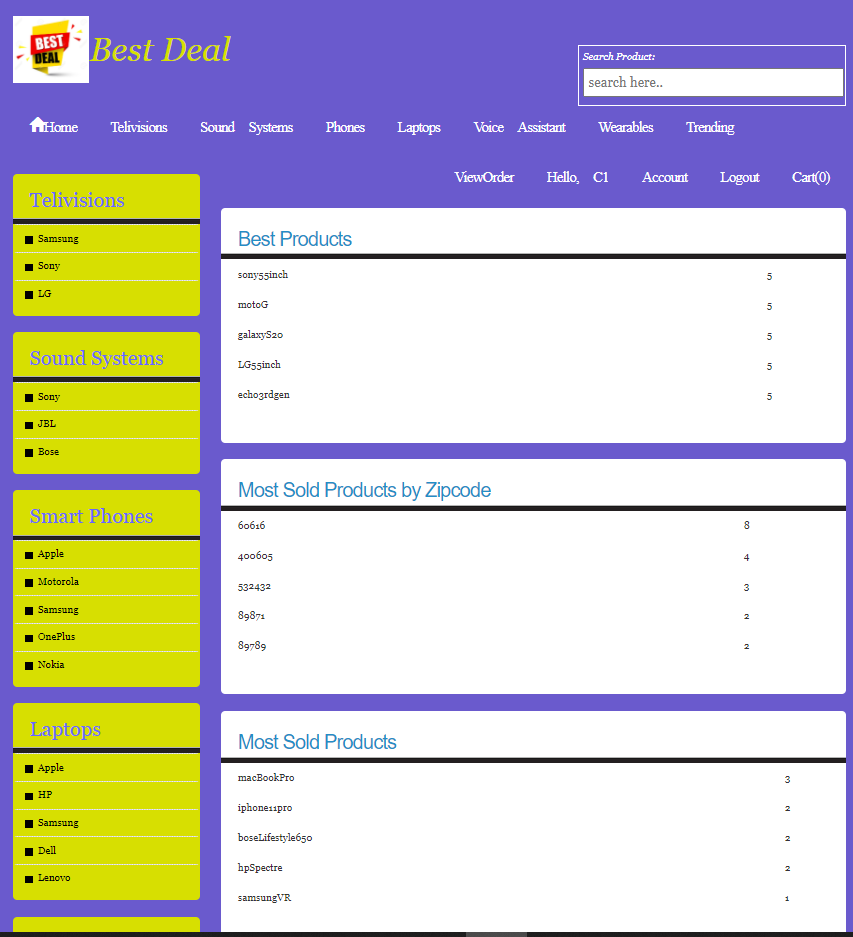 BEST
DEAL
Best Deal
Search Product:
search here..
Home Telivisions Sound Systems Phones Laptops Voice Assistant Wearables Trending
ViewOrder Hello, C1 Account Logout Cart(0)
Telivisions
Samsung
Sony
LG
Sound Systems
Sony
JBL
Bose
Smart Phones
Apple
Motorola
Samsung
OnePlus
Nokia
Laptops
Apple
HP
Samsung
Dell
Lenovo
Best Products
sony55inch 5
motoG 5
galaxyS20 5
LG55inch 5
echo3rdgen 5
Most Sold Products by Zipcode
60616 8
400605 4
532432 3
89871 2
89789 2
Most Sold Products
macBookPro 3
iphone11pro 2
boseLifestyle650 2
hpSpectre 2
samsungVR 1